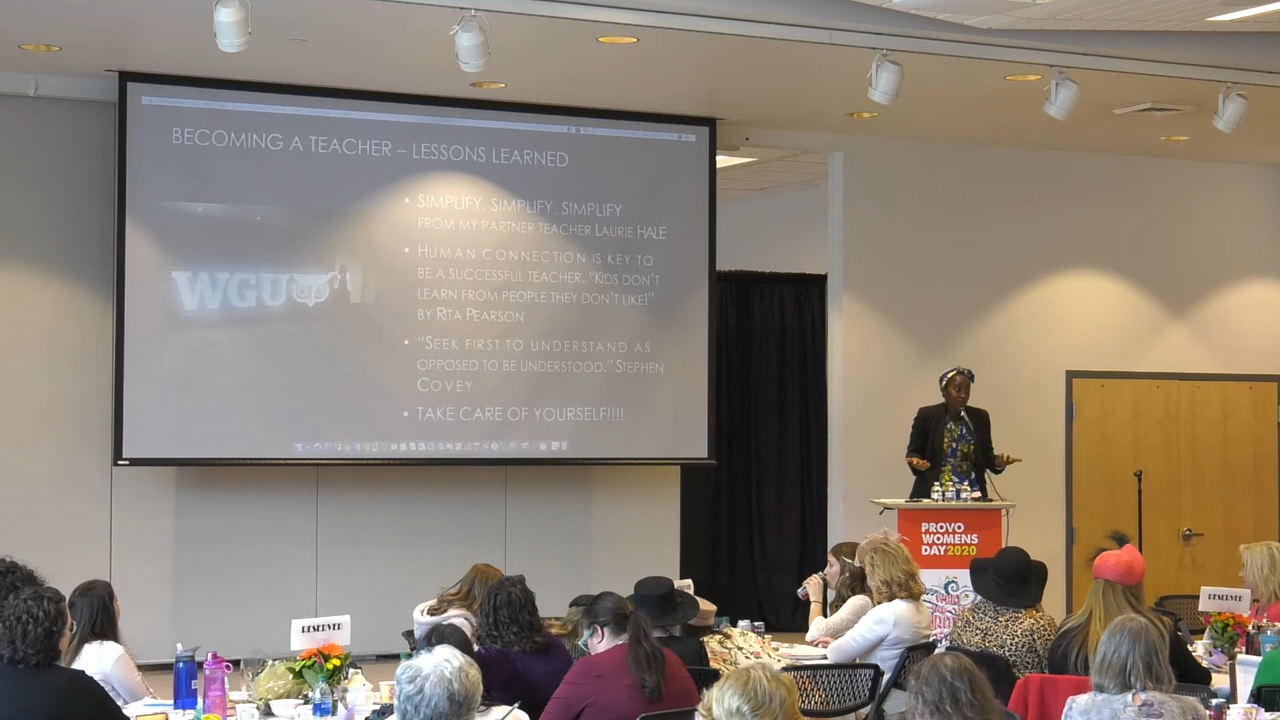 BECOMING A TEACHER – LESSONS LEARNED
• SIMPLIFY, SIMPLIFY, SIMPLIFY
FROM MY PARTNER TEACHER LAURIE HALE
• HUMAN CONNECTION IS KEY TO
BE A SUCCESSFUL TEACHER. "KIDS DON'T
LEARN FROM PEOPLE THEY DON'T LIKE!"
BY RITA PEARSON
• "SEEK FIRST TO UNDERSTAND AS
OPPOSED TO BE UNDERSTOOD." STEPHEN
COVEY
• TAKE CARE OF YOURSELF!!!!
WGU
PROVO
WOMENS
DAY2020
RESERVED
RESERVED